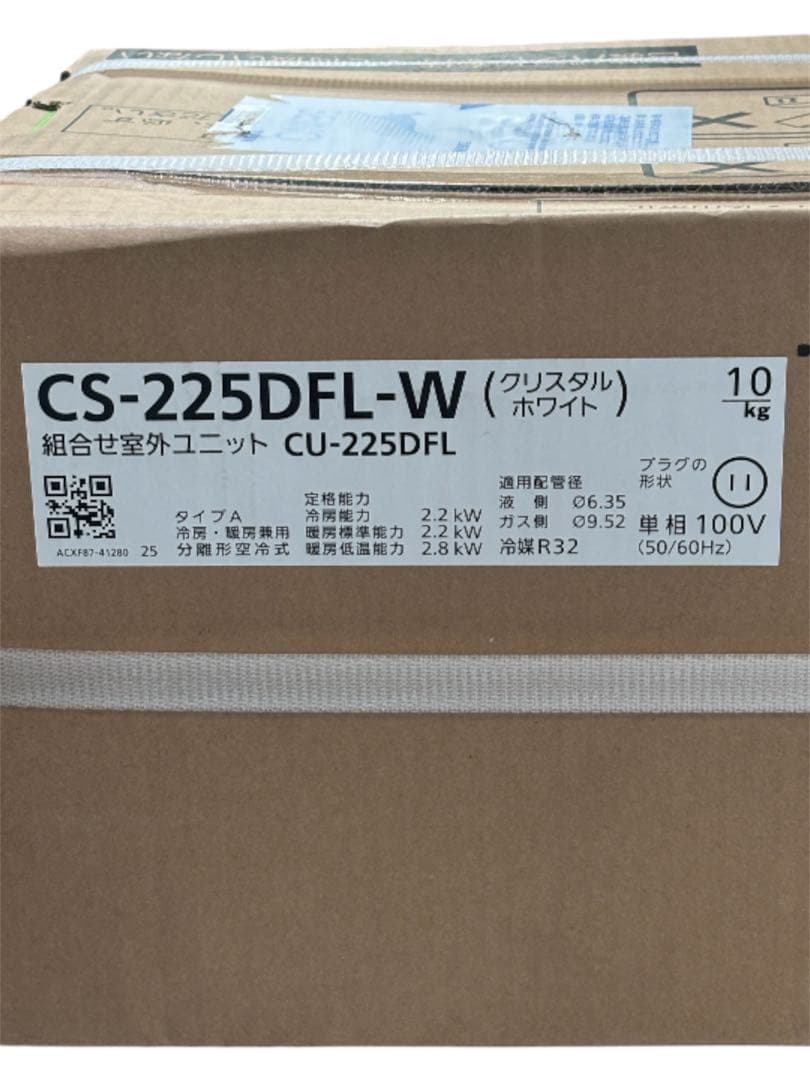 CS-225DFL-W (クリスタルホワイト)
10
kg
組合せ室外ユニット CU-225DFL
ACXF87-41280 25
タイプA
冷房・暖房兼用
分離形空冷式
定格能力
冷房能力 2.2 kW
暖房標準能力 2.2 kW
暖房低温能力 2.8 kW
適用配管径
液 側 Ø6.35
ガス側 Ø9.52
冷媒R32
プラグの
形状
単相 100V
(50/60Hz)